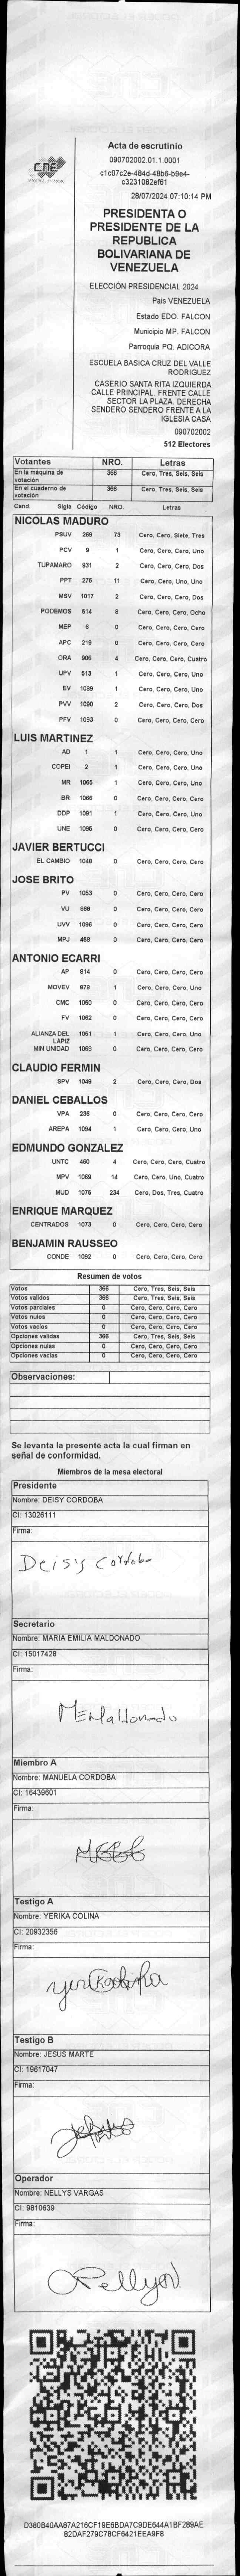 Acta de escrutinio
090702002.01.1.0001
c1c07c2e-484d-48b6-b9e4-
c3231082ef61
28/07/2024 07:10:14 PM
CNE
PRESIDENTA O
PRESIDENTE DE LA
REPUBLICA
BOLIVARIANA DE
VENEZUELA
ELECCIÓN PRESIDENCIAL 2024
País VENEZUELA
Estado EDO. FALCON
Municipio MP. FALCON
Parroquia PQ. ADICORA
ESCUELA BASICA CRUZ DEL VALLE
RODRIGUEZ
CASERIO SANTA RITA IZQUIERDA
CALLE PRINCIPAL. FRENTE CALLE
SECTOR LA PLAZA. DERECHA
SENDERO SENDERO FRENTE A LA
IGLESIA CASA
090702002
512 Electores
Votantes NRO. Letras
En la máquina de votación 366 Cero, Tres, Seis, Seis
En el cuaderno de votación 366 Cero, Tres, Seis, Seis
Cand. Sigla Código NRO. Letras
NICOLAS MADURO
PSUV 269 73 Cero, Cero, Siete, Tres
PCV 9 1 Cero, Cero, Cero, Uno
TUPAMARO 931 2 Cero, Cero, Cero, Dos
PPT 276 11 Cero, Cero, Uno, Uno
MSV 1017 2 Cero, Cero, Cero, Dos
PODEMOS 514 8 Cero, Cero, Cero, Ocho
MEP 6 0 Cero, Cero, Cero, Cero
APC 219 0 Cero, Cero, Cero, Cero
ORA 906 4 Cero, Cero, Cero, Cuatro
UPV 513 1 Cero, Cero, Cero, Uno
EV 1089 1 Cero, Cero, Cero, Uno
PVV 1090 2 Cero, Cero, Cero, Dos
PFV 1093 0 Cero, Cero, Cero, Cero
LUIS MARTINEZ
AD 1 1 Cero, Cero, Cero, Uno
COPEI 2 1 Cero, Cero, Cero, Uno
MR 1065 1 Cero, Cero, Cero, Uno
BR 1066 0 Cero, Cero, Cero, Cero
DDP 1091 1 Cero, Cero, Cero, Uno
UNE 1095 0 Cero, Cero, Cero, Cero
JAVIER BERTUCCI
EL CAMBIO 1048 0 Cero, Cero, Cero, Cero
JOSE BRITO
PV 1053 0 Cero, Cero, Cero, Cero
VU 868 0 Cero, Cero, Cero, Cero
UVV 1096 0 Cero, Cero, Cero, Cero
MPJ 458 0 Cero, Cero, Cero, Cero
ANTONIO ECARRI
AP 814 0 Cero, Cero, Cero, Cero
MOVEV 879 1 Cero, Cero, Cero, Uno
CMC 1050 0 Cero, Cero, Cero, Cero
FV 1062 0 Cero, Cero, Cero, Cero
ALIANZA DEL LAPIZ 1051 1 Cero, Cero, Cero, Uno
MIN UNIDAD 1068 0 Cero, Cero, Cero, Cero
CLAUDIO FERMIN
SPV 1049 2 Cero, Cero, Cero, Dos
DANIEL CEBALLOS
VPA 236 0 Cero, Cero, Cero, Cero
AREPA 1094 1 Cero, Cero, Cero, Uno
EDMUNDO GONZALEZ
UNTC 460 4 Cero, Cero, Cero, Cuatro
MPV 1069 14 Cero, Cero, Uno, Cuatro
MUD 1075 234 Cero, Dos, Tres, Cuatro
ENRIQUE MARQUEZ
CENTRADOS 1073 0 Cero, Cero, Cero, Cero
BENJAMIN RAUSSEO
CONDE 1092 0 Cero, Cero, Cero, Cero
Resumen de votos
Votos 366 Cero, Tres, Seis, Seis
Votos validos 366 Cero, Tres, Seis, Seis
Votos parciales 0 Cero, Cero, Cero, Cero
Votos nulos 0 Cero, Cero, Cero, Cero
Votos vacios 0 Cero, Cero, Cero, Cero
Opciones validas 366 Cero, Tres, Seis, Seis
Opciones nulas 0 Cero, Cero, Cero, Cero
Opciones vacias 0 Cero, Cero, Cero, Cero
Observaciones:
Se levanta la presente acta la cual firman en
señal de conformidad.
Miembros de la mesa electoral
Presidente
Nombre: DEISY CORDOBA
CI: 13026111
Firma:
Deisy Cordoba
Secretario
Nombre: MARIA EMILIA MALDONADO
CI: 15017428
Firma:
Miembro A
Nombre: MANUELA CORDOBA
CI: 16439601
Firma:
Testigo A
Nombre: YERIKA COLINA
CI: 20932356
Firma:
Testigo B
Nombre: JESUS MARTE
CI: 19617047
Firma:
Operador
Nombre: NELLYS VARGAS
CI: 9810639
Firma:
D380B40AA87A216CF19E6BDA7C9DE644A1BF289AE
82DAF279C78CF6421EEA9F8